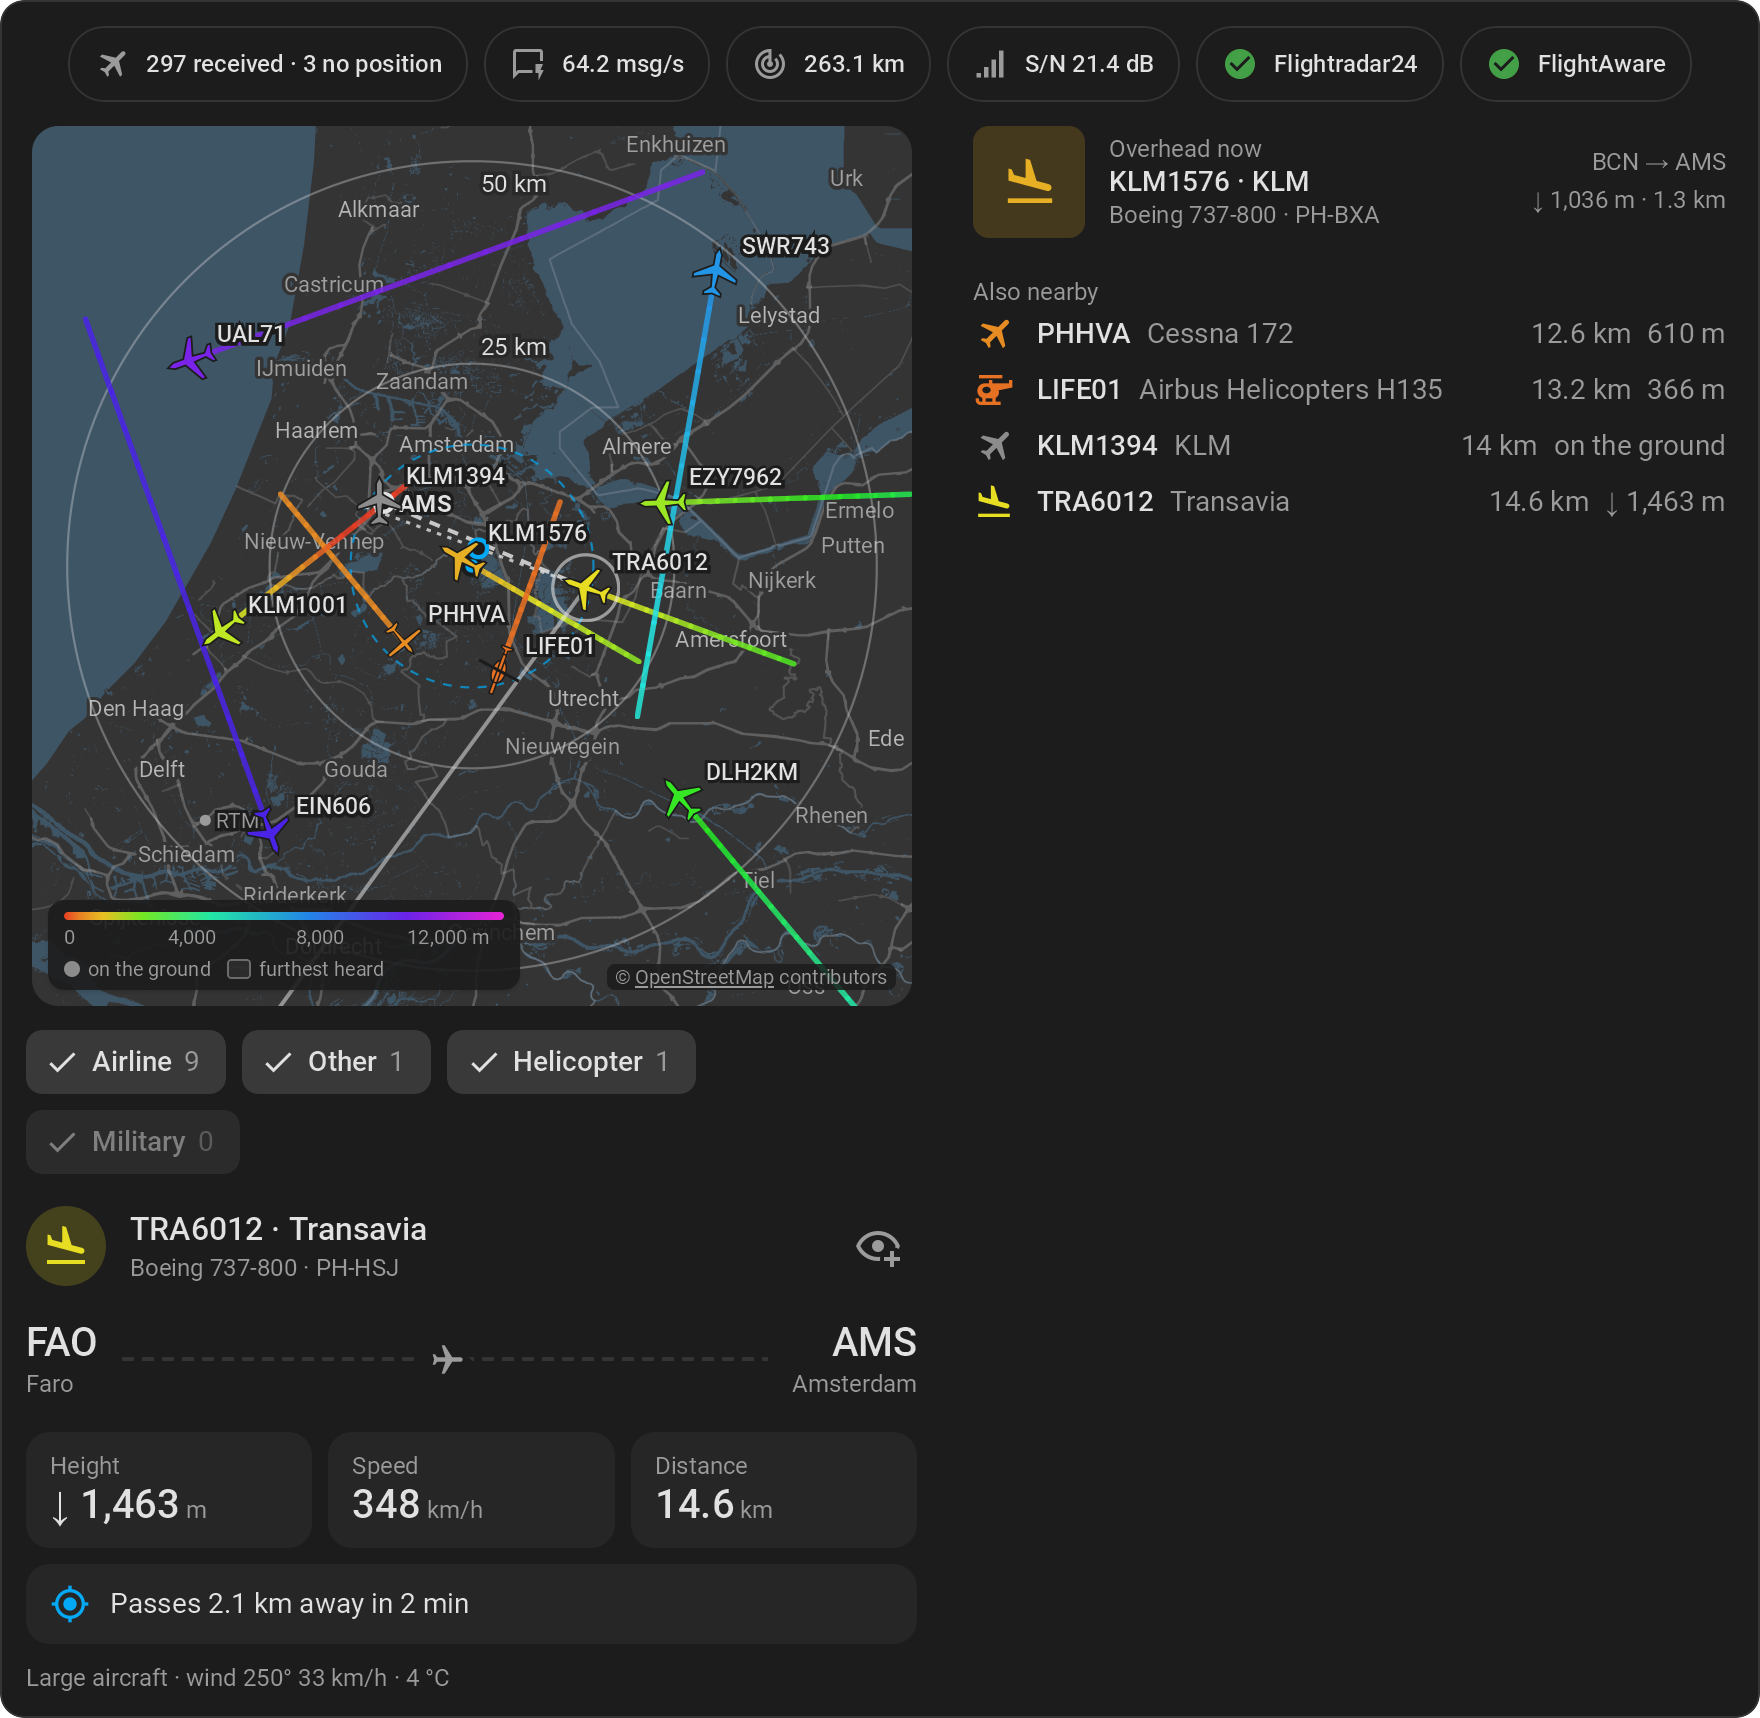 297 received · 3 no position
64.2 msg/s
263.1 km
S/N 21.4 dB
Flightradar24
FlightAware
Enkhuizen
50 km
Urk
Alkmaar
SWR743
Castricum
Lelystad
UAL71
25 km
IJmuiden
Zaandam
Haarlem
Amsterdam
Almere
KLM1394
EZY7962
AMS
Ermelo
KLM1576
Nieuw-Vennep
Putten
TRA6012
Nijkerk
Baarn
KLM1001
PHHVA
Amersfoort
LIFE01
Utrecht
Den Haag
Ede
Nieuwegein
Delft
Gouda
DLH2KM
EIN606
RTM
Rhenen
Schiedam
Tiel
Ridderkerk
0
4,000
8,000
12,000 m
on the ground
furthest heard
© OpenStreetMap contributors
Overhead now
KLM1576 · KLM
Boeing 737-800 · PH-BXA
BCN → AMS
↓ 1,036 m · 1.3 km
Also nearby
PHHVA Cessna 172 12.6 km 610 m
LIFE01 Airbus Helicopters H135 13.2 km 366 m
KLM1394 KLM 14 km on the ground
TRA6012 Transavia 14.6 km ↓ 1,463 m
Airline 9
Other 1
Helicopter 1
Military 0
TRA6012 · Transavia
Boeing 737-800 · PH-HSJ
FAO
AMS
Faro
Amsterdam
Height
↓ 1,463 m
Speed
348 km/h
Distance
14.6 km
Passes 2.1 km away in 2 min
Large aircraft · wind 250° 33 km/h · 4 °C